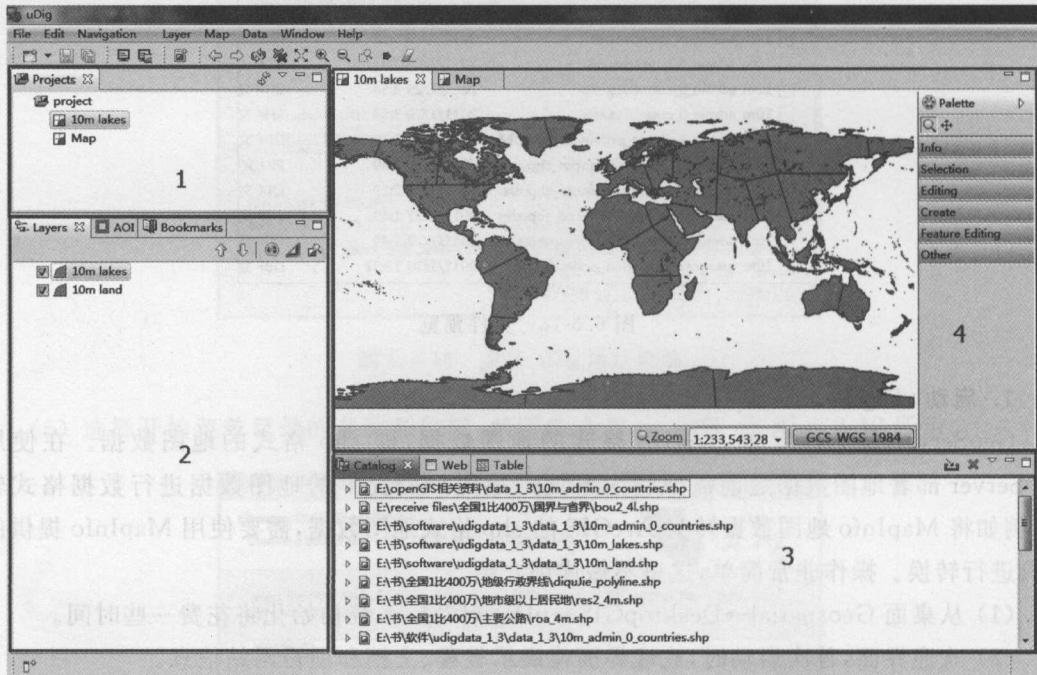 uDig
File Edit Navigation Layer Map Data Window Help
Projects
project
10m lakes
Map
1
Layers AOI Bookmarks
10m lakes
10m land
2
10m lakes Map
Palette
Info
Selection
Editing
Create
Feature Editing
Other
4
Zoom 1:233,543,28 GCS WGS 1984
Catalog Web Table
E:\openGIS相关资料\data_1_3\10m_admin_0_countries.shp
E:\receive files\全国1比400万\国界与省界\bou2_4l.shp
E:\书\software\udigdata_1_3\data_1_3\10m_admin_0_countries.shp
E:\书\software\udigdata_1_3\data_1_3\10m_lakes.shp
E:\书\software\udigdata_1_3\data_1_3\10m_land.shp
E:\书\全国1比400万\地级行政界线\diquJie_polyline.shp
E:\书\全国1比400万\地市级以上居民地\res2_4m.shp
E:\书\全国1比400万\主要公路\roa_4m.shp
E:\书\软件\udigdata_1_3\data_1_3\10m_admin_0_countries.shp
3